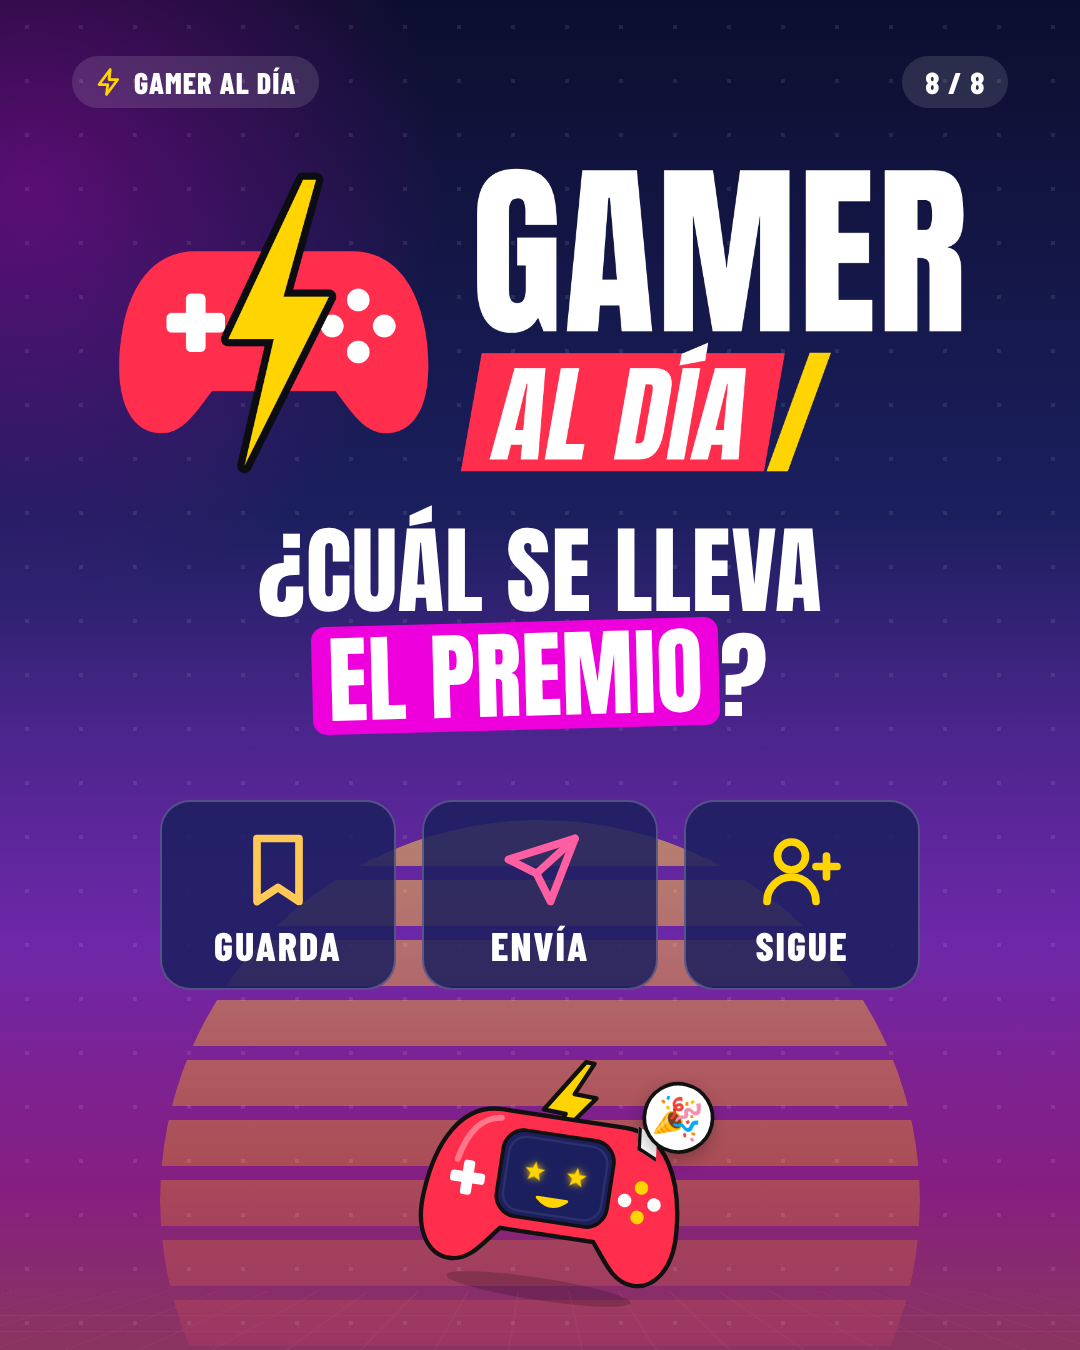 GAMER AL DÍA
8 / 8
GAMER
AL DÍA
¿CUÁL SE LLEVA
EL PREMIO?
GUARDA
ENVÍA
SIGUE